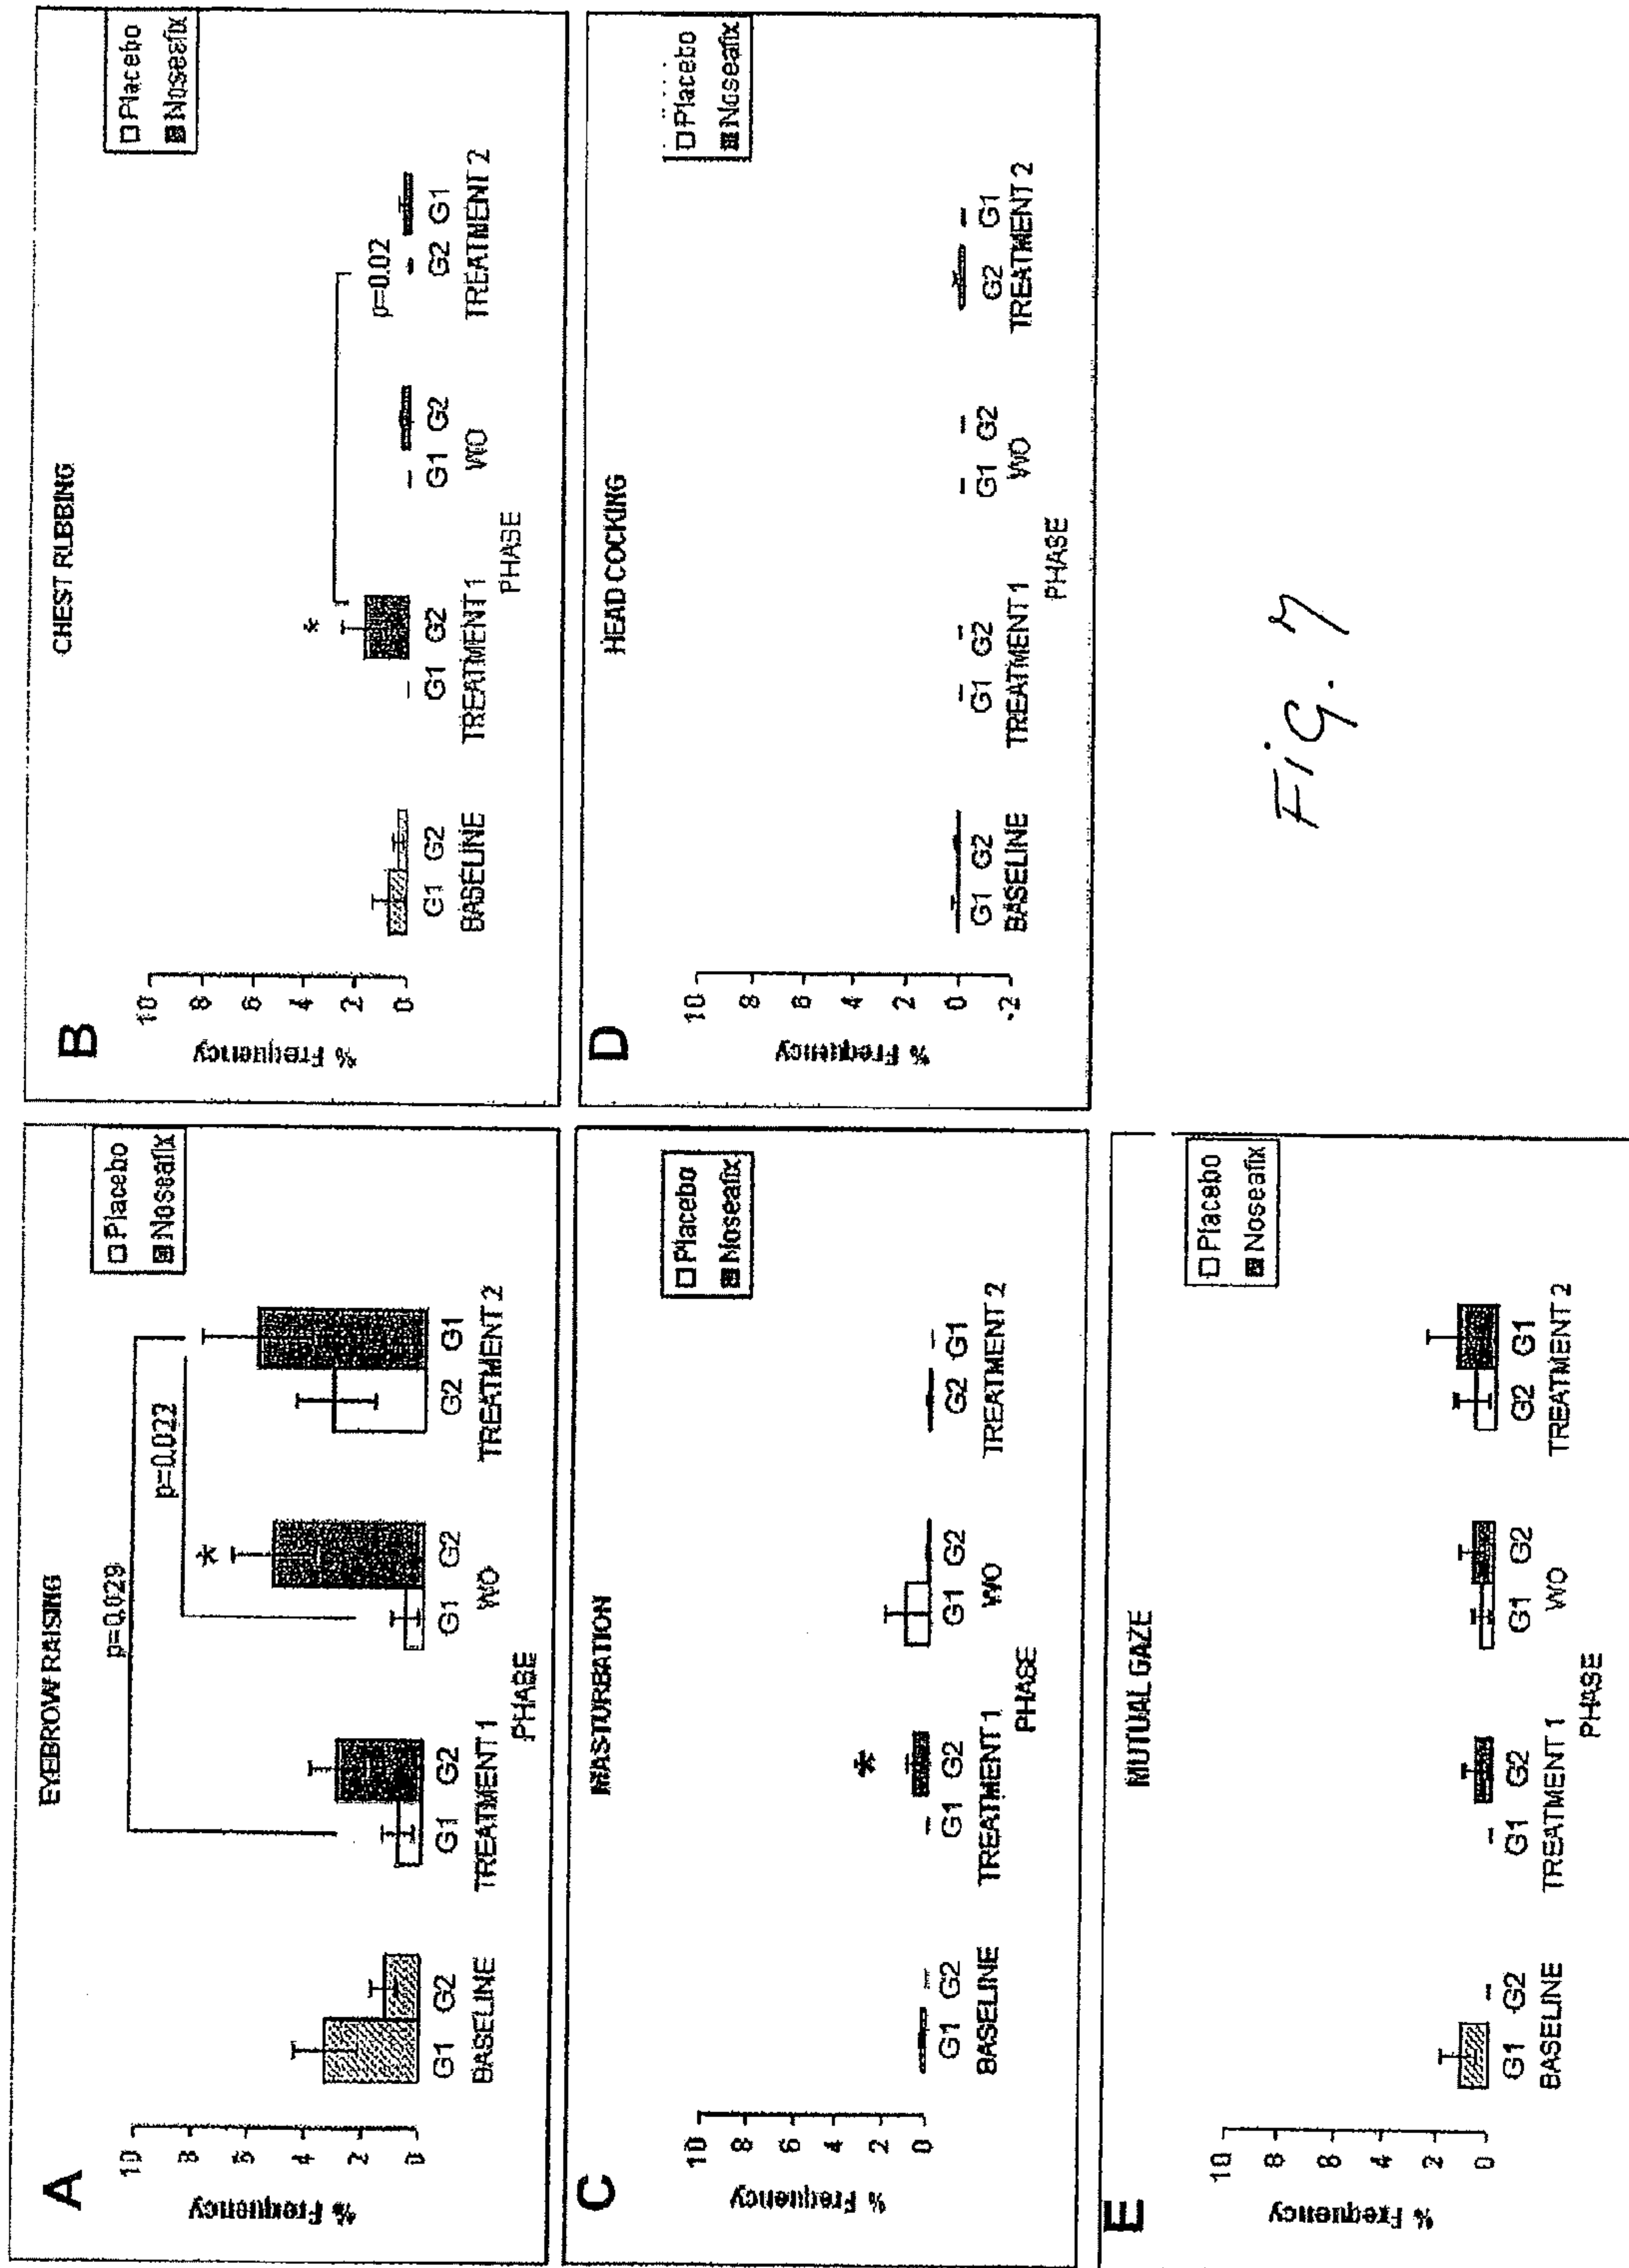 A
EYEBROW RAISING
□ Placebo
Noseafix
p=0.029
p=0.022
*
% Frequency
10
8
6
4
2
0
G1 G2 G1 G2 G1 G2 G2 G1
BASELINE TREATMENT 1 WO TREATMENT 2
PHASE
B
CHEST RUBBING
□ Placebo
Noseafix
*
p=0.02
% Frequency
10
8
6
4
2
0
G1 G2 G1 G2 G1 G2 G2 G1
BASELINE TREATMENT 1 WO TREATMENT 2
PHASE
C
MASTURBATION
□ Placebo
Noseafix
*
% Frequency
10
8
6
4
2
0
G1 G2 G1 G2 G1 G2 G2 G1
BASELINE TREATMENT 1 WO TREATMENT 2
PHASE
D
HEAD COCKING
□ Placebo
Noseafix
% Frequency
10
8
6
4
2
0
-2
G1 G2 G1 G2 G1 G2 G2 G1
BASELINE TREATMENT 1 WO TREATMENT 2
PHASE
E
MUTUAL GAZE
□ Placebo
Noseafix
% Frequency
10
8
6
4
2
0
G1 G2 G1 G2 G1 G2 G2 G1
BASELINE TREATMENT 1 WO TREATMENT 2
PHASE
FIG. 7